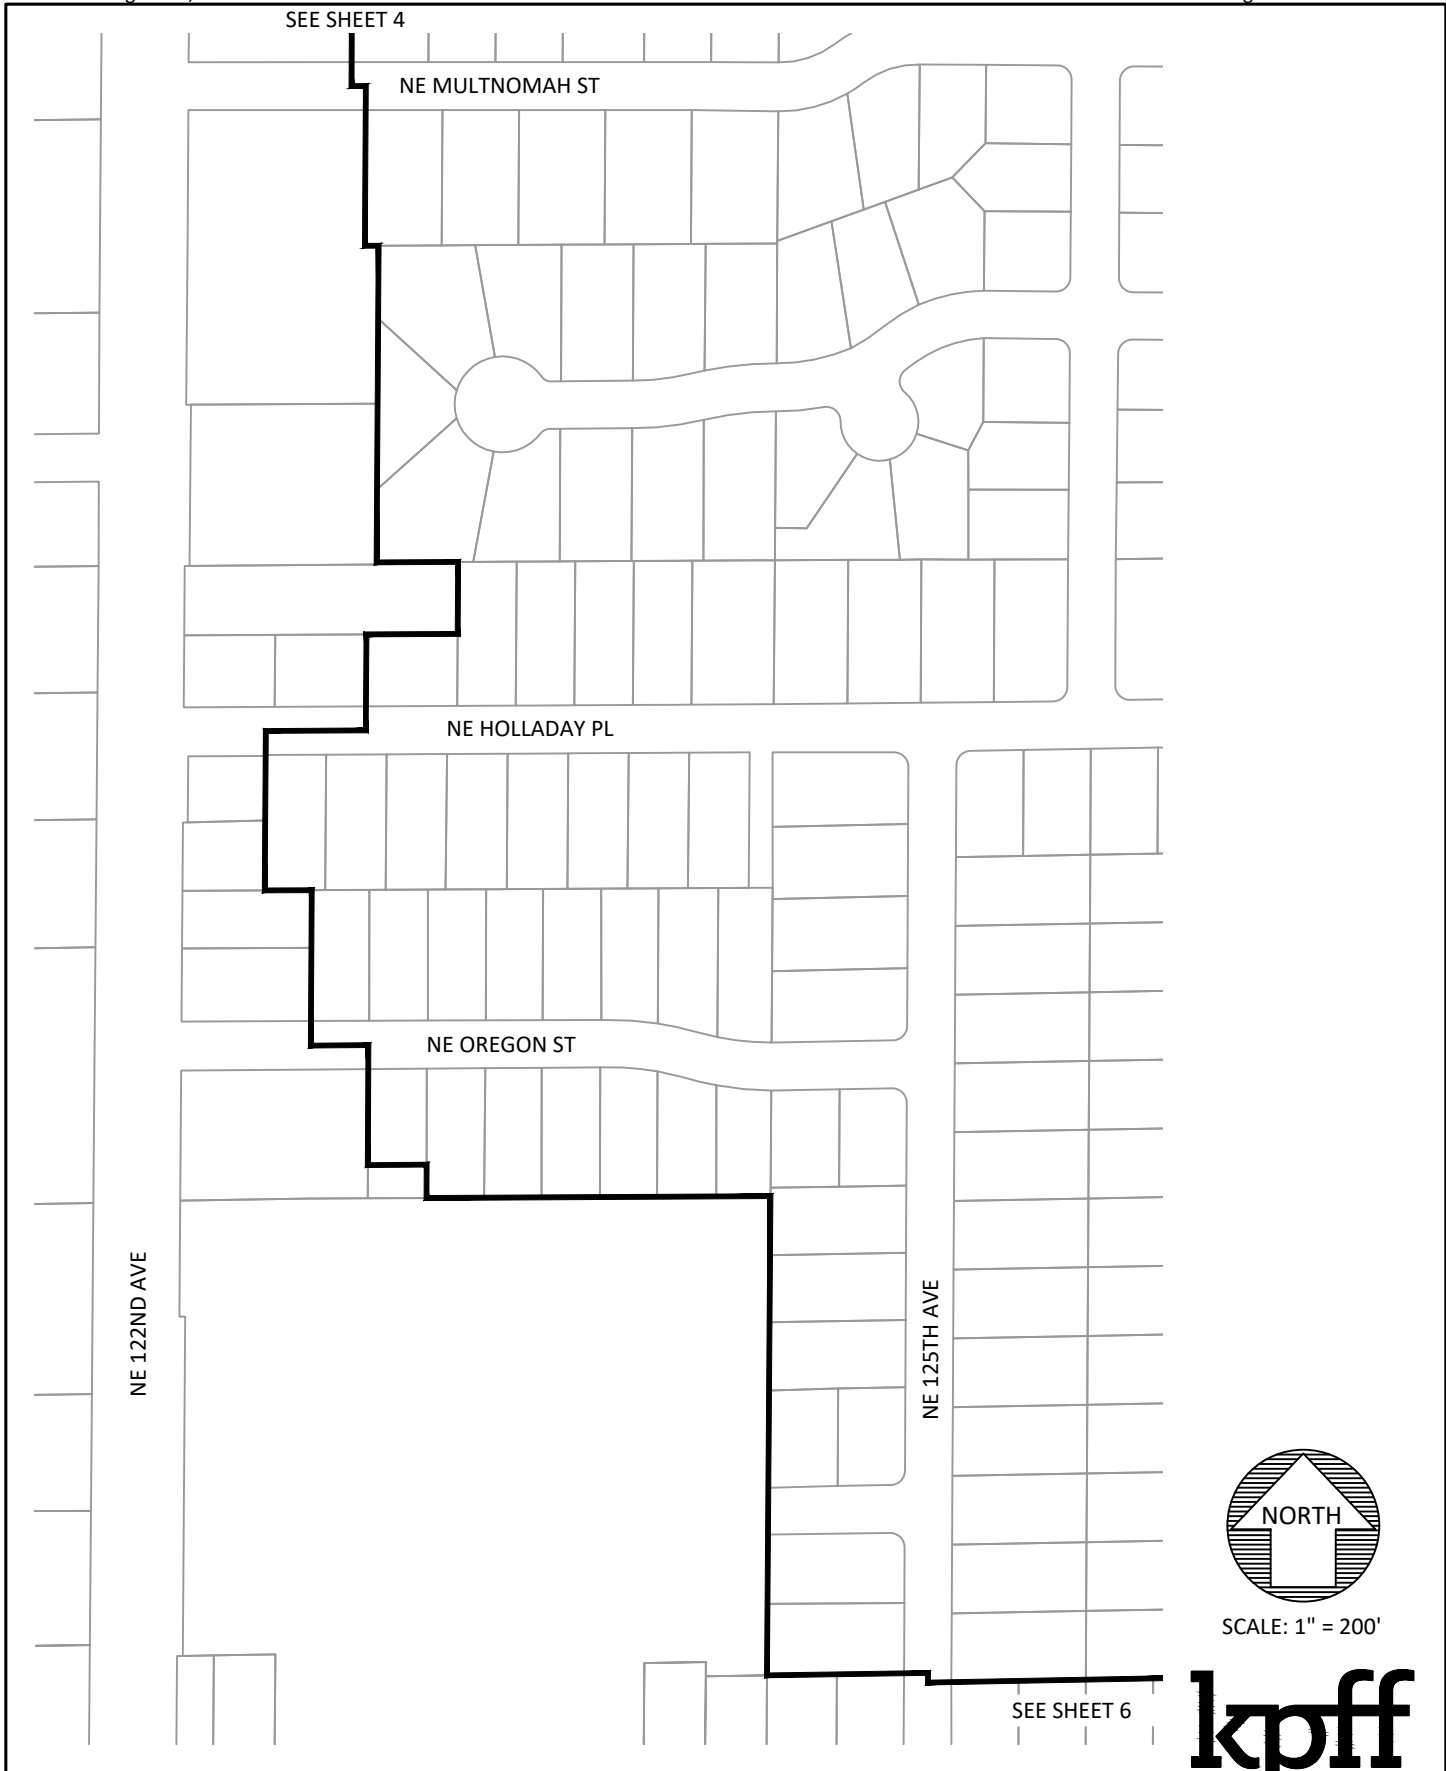 SEE SHEET 4
NE MULTNOMAH ST
NE HOLLADAY PL
NE OREGON ST
NE 122ND AVE
NE 125TH AVE
NORTH
SCALE: 1" = 200'
SEE SHEET 6
kpff